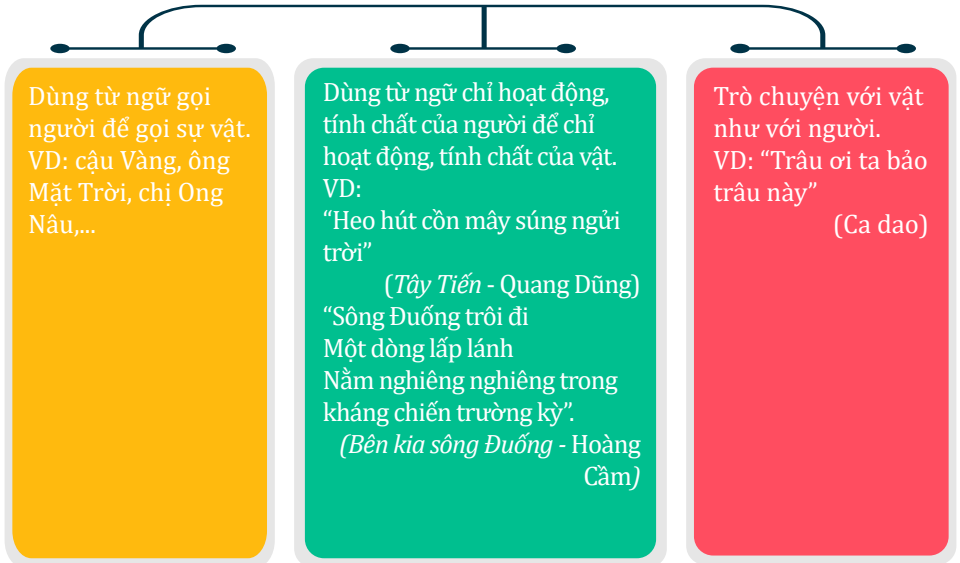 Dùng từ ngữ gọi
người để gọi sự vật.
VD: cậu Vàng, ông
Mặt Trời, chị Ong
Nâu,...
Dùng từ ngữ chỉ hoạt động,
tính chất của người để chỉ
hoạt động, tính chất của vật.
VD:
“Heo hút cồn mây súng ngửi
trời”
(Tây Tiến - Quang Dũng)
“Sông Đuống trôi đi
Một dòng lấp lánh
Nằm nghiêng nghiêng trong
kháng chiến trường kỳ”.
(Bên kia sông Đuống - Hoàng
Cầm)
Trò chuyện với vật
như với người.
VD: “Trâu ơi ta bảo
trâu này”
(Ca dao)